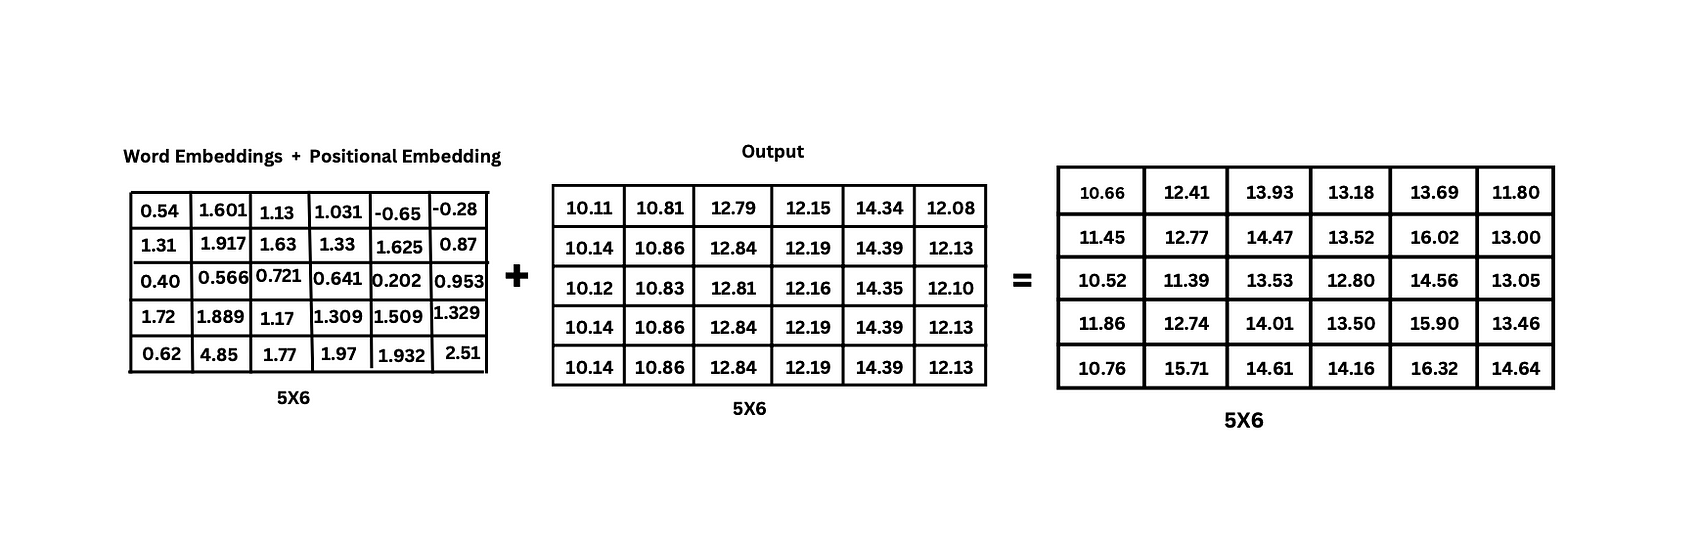 Word Embeddings + Positional Embedding
0.54 1.601 1.13 1.031 -0.65 -0.28
1.31 1.917 1.63 1.33 1.625 0.87
0.40 0.566 0.721 0.641 0.202 0.953
1.72 1.889 1.17 1.309 1.509 1.329
0.62 4.85 1.77 1.97 1.932 2.51
5X6
+
Output
10.11 10.81 12.79 12.15 14.34 12.08
10.14 10.86 12.84 12.19 14.39 12.13
10.12 10.83 12.81 12.16 14.35 12.10
10.14 10.86 12.84 12.19 14.39 12.13
10.14 10.86 12.84 12.19 14.39 12.13
5X6
=
10.66 12.41 13.93 13.18 13.69 11.80
11.45 12.77 14.47 13.52 16.02 13.00
10.52 11.39 13.53 12.80 14.56 13.05
11.86 12.74 14.01 13.50 15.90 13.46
10.76 15.71 14.61 14.16 16.32 14.64
5X6